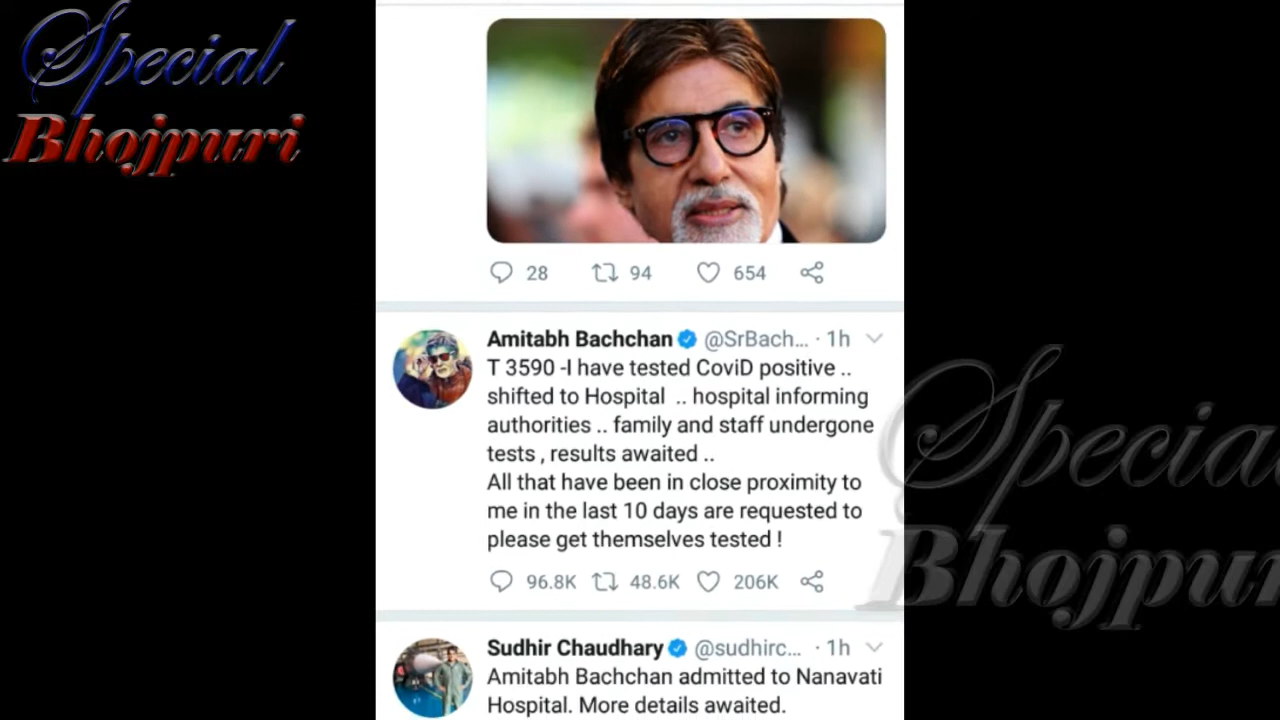 Special
Bhojpuri
28 94 654
Amitabh Bachchan @SrBach... · 1h
T 3590 -I have tested CoviD positive ..
shifted to Hospital .. hospital informing
authorities .. family and staff undergone
tests , results awaited ..
All that have been in close proximity to
me in the last 10 days are requested to
please get themselves tested !
96.8K 48.6K 206K
Special
Bhojpuri
Sudhir Chaudhary @sudhirc... · 1h
Amitabh Bachchan admitted to Nanavati
Hospital. More details awaited.